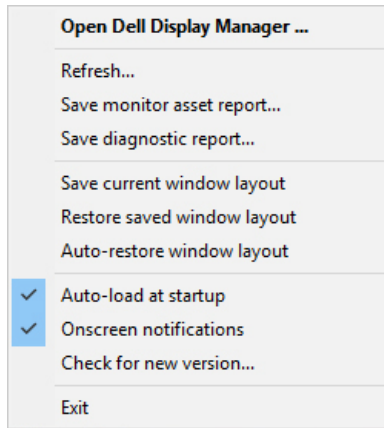 Open Dell Display Manager ...
Refresh...
Save monitor asset report...
Save diagnostic report...
Save current window layout
Restore saved window layout
Auto-restore window layout
Auto-load at startup
Onscreen notifications
Check for new version...
Exit